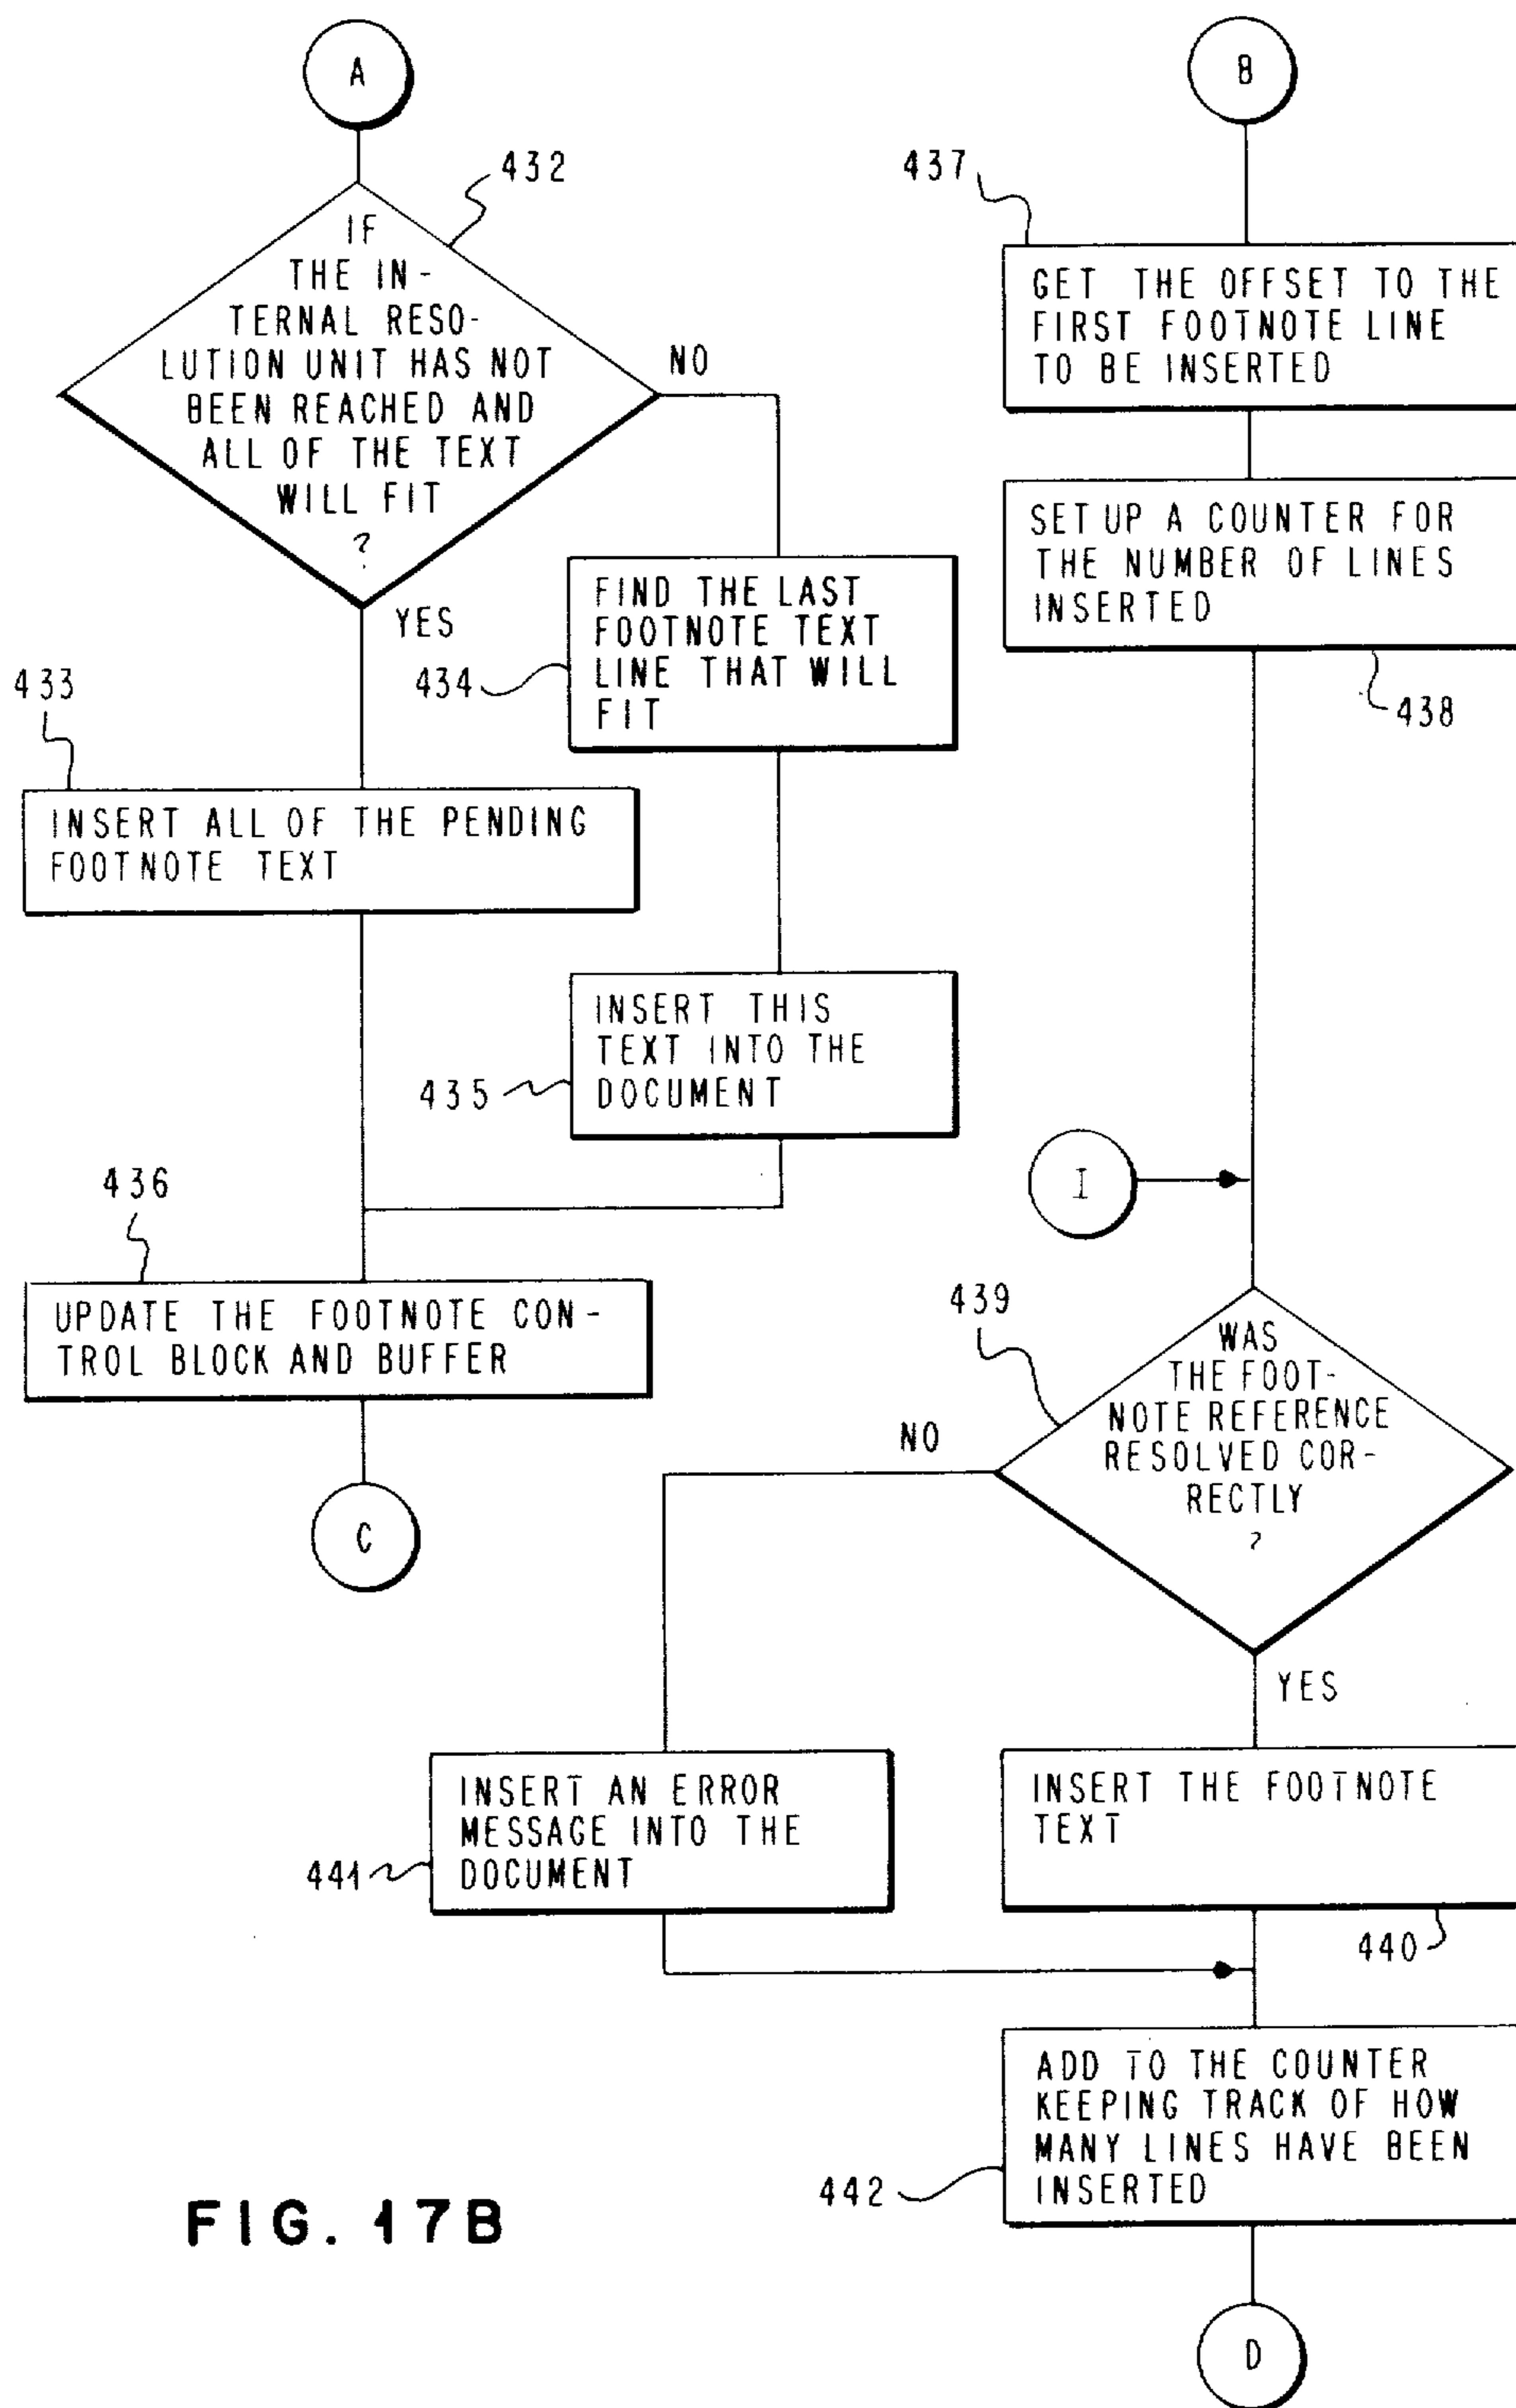 A
432
IF
THE IN-
TERNAL RESO-
LUTION UNIT HAS NOT
BEEN REACHED AND
ALL OF THE TEXT
WILL FIT
?
NO
YES
433
INSERT ALL OF THE PENDING
FOOTNOTE TEXT
434
FIND THE LAST
FOOTNOTE TEXT
LINE THAT WILL
FIT
435
INSERT THIS
TEXT INTO THE
DOCUMENT
436
UPDATE THE FOOTNOTE CON-
TROL BLOCK AND BUFFER
C
B
437
GET THE OFFSET TO THE
FIRST FOOTNOTE LINE
TO BE INSERTED
SET UP A COUNTER FOR
THE NUMBER OF LINES
INSERTED
438
I
439
WAS
THE FOOT-
NOTE REFERENCE
RESOLVED COR-
RECTLY
?
NO
YES
441
INSERT AN ERROR
MESSAGE INTO THE
DOCUMENT
INSERT THE FOOTNOTE
TEXT
440
442
ADD TO THE COUNTER
KEEPING TRACK OF HOW
MANY LINES HAVE BEEN
INSERTED
D
FIG. 17B